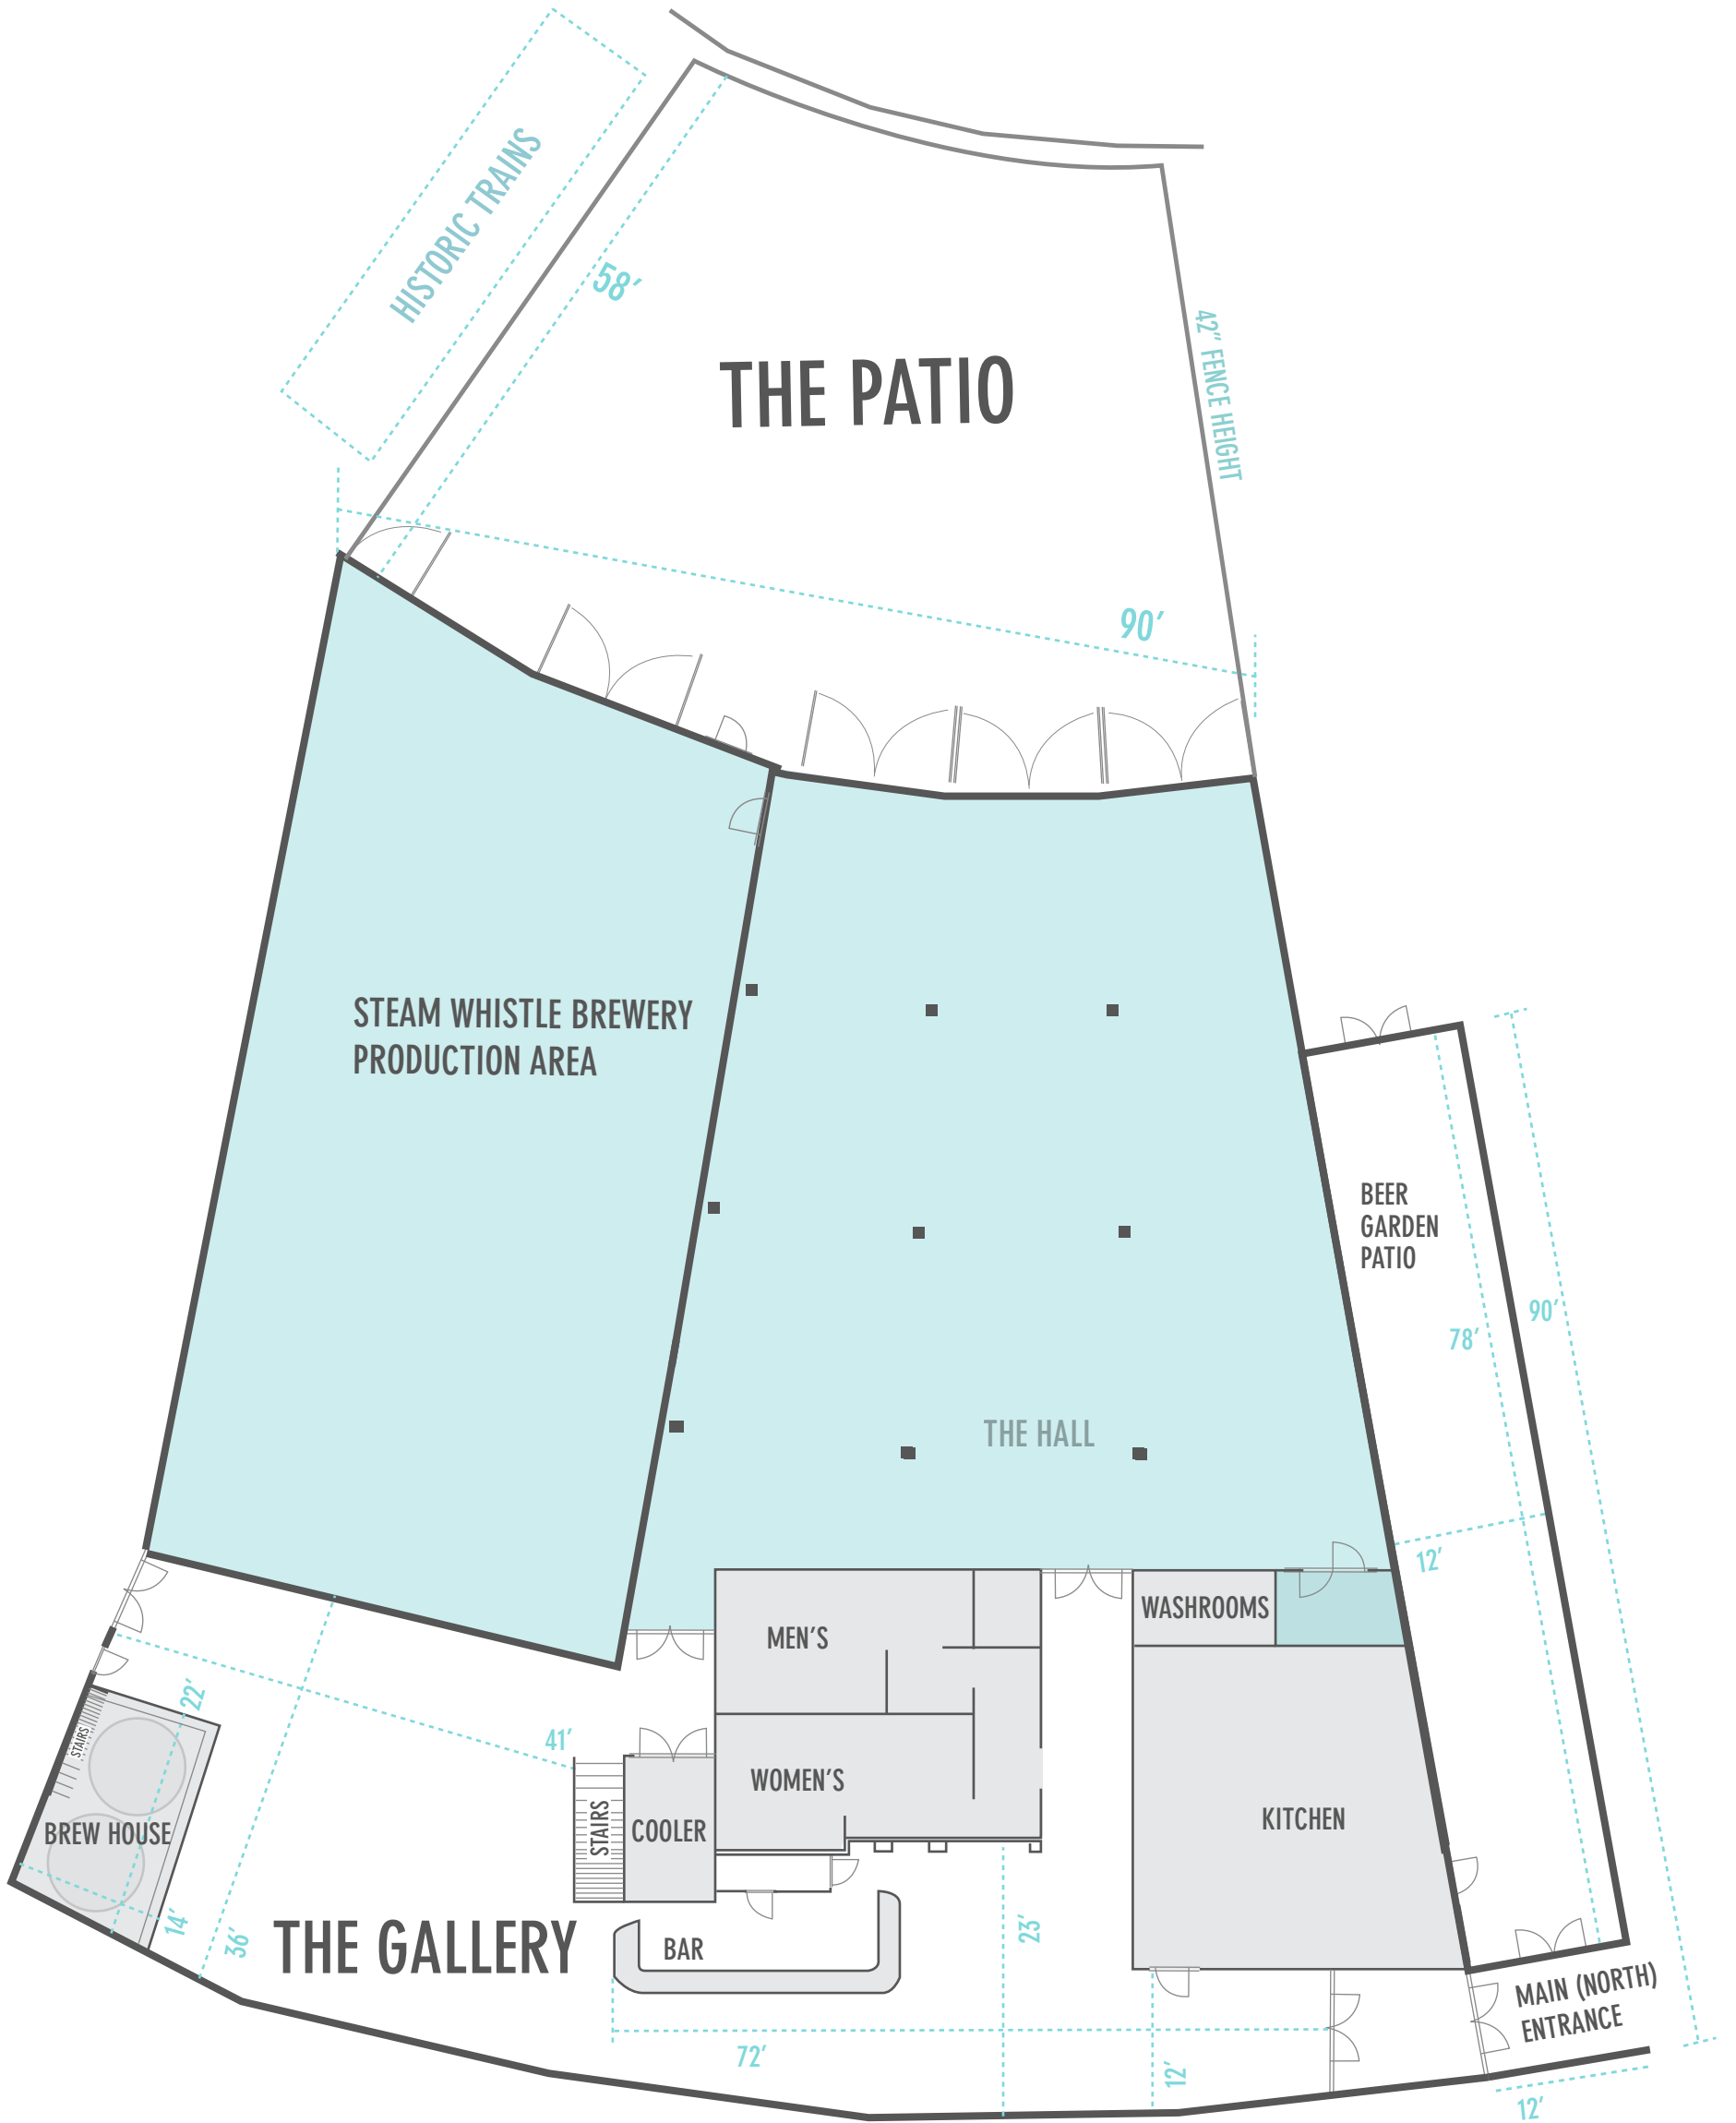 HISTORIC TRAINS
58′
THE PATIO
42″ FENCE HEIGHT
90′
STEAM WHISTLE BREWERY
PRODUCTION AREA
BEER
GARDEN
PATIO
90′
78′
THE HALL
12′
WASHROOMS
MEN'S
22′
41′
STAIRS
WOMEN'S
STAIRS
COOLER
KITCHEN
BREW HOUSE
14′
36′
THE GALLERY
BAR
23′
MAIN (NORTH)
ENTRANCE
72′
12′
12′